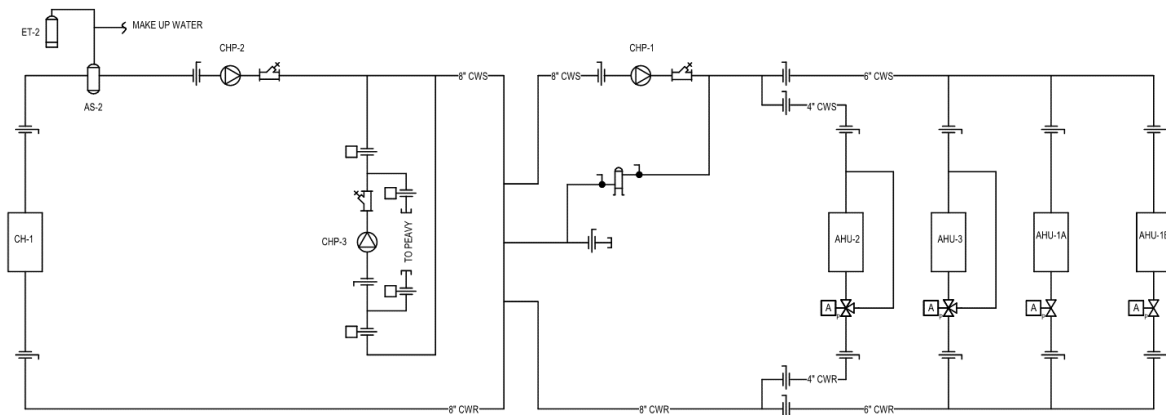 ET-2
MAKE UP WATER
CHP-2
CHP-1
8" CWS
8" CWS
6" CWS
AS-2
4" CWS
CH-1
CHP-3
TO PEAVY
AHU-2
AHU-3
AHU-1A
AHU-1B
A
A
A
A
4" CWR
8" CWR
8" CWR
6" CWR